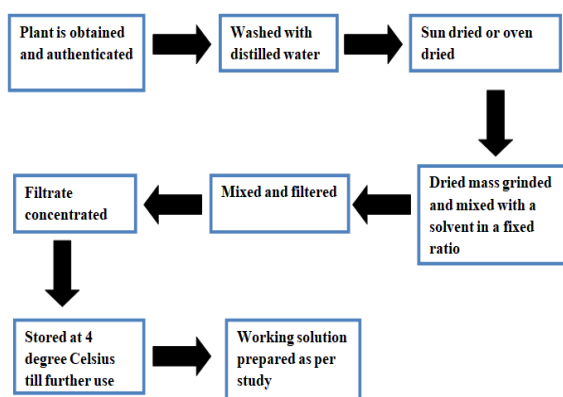 Plant is obtained
and authenticated
Washed with
distilled water
Sun dried or oven
dried
Dried mass grinded
and mixed with a
solvent in a fixed
ratio
Mixed and filtered
Filtrate
concentrated
Stored at 4
degree Celsius
till further use
Working solution
prepared as per
study